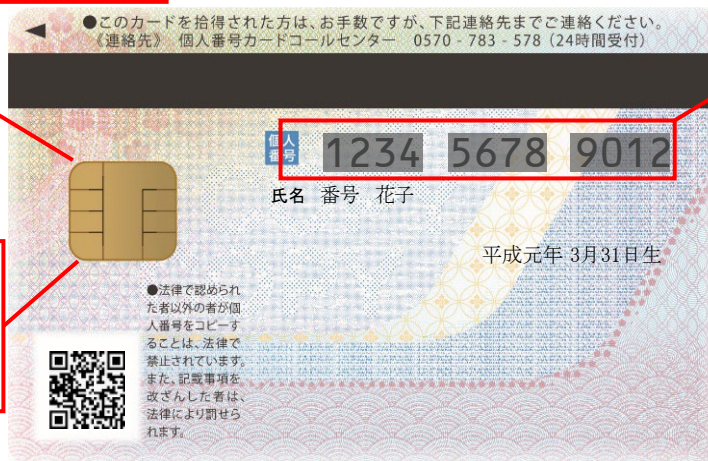 ●このカードを拾得された方は、お手数ですが、下記連絡先までご連絡ください。
《連絡先》 個人番号カードコールセンター 0570-783-578(24時間受付)
個人番号 1234 5678 9012
氏名 番号 花子
平成元年 3月31日生
●法律で認められ
た者以外の者が個
人番号をコピーす
ることは、法律で
禁止されています。
また、記載事項を
改ざんした者は、
法律により罰せら
れます。